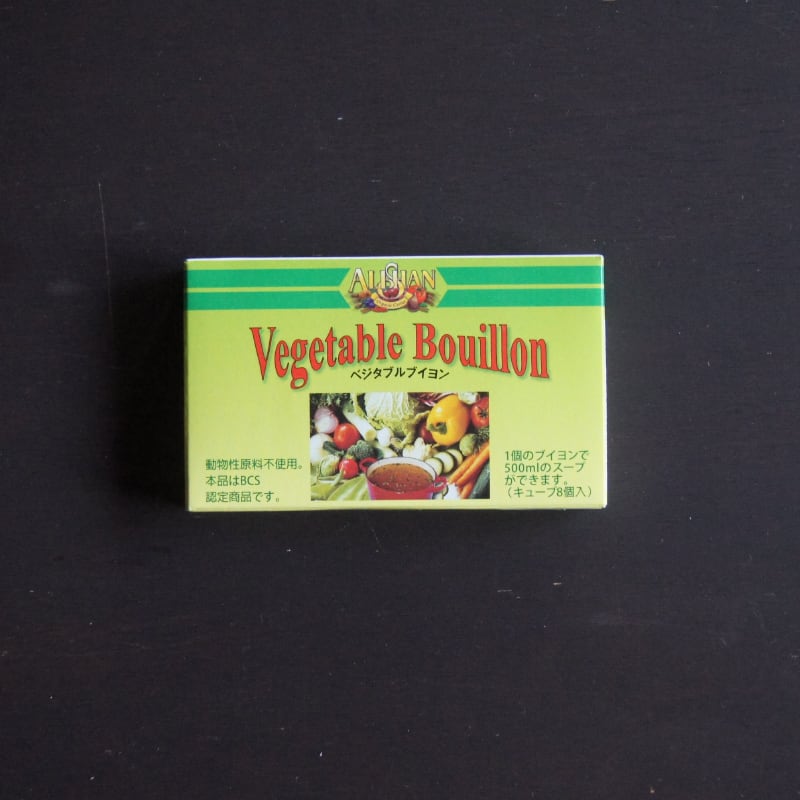 ALISHAN
Organic Center
Vegetable Bouillon
ベジタブルブイヨン
動物性原料不使用。
本品はBCS
認定商品です。
1個のブイヨンで
500mlのスープ
ができます。
（キューブ8個入）